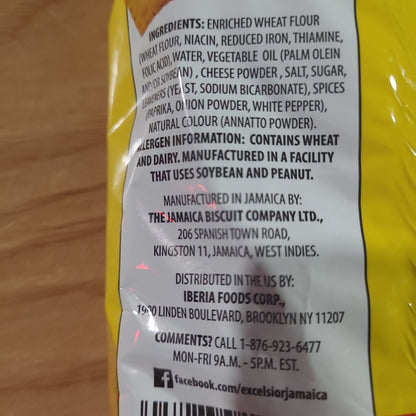 INGREDIENTS: ENRICHED WHEAT FLOUR
(WHEAT FLOUR, NIACIN, REDUCED IRON, THIAMINE,
FOLIC ACID), WATER, VEGETABLE OIL (PALM OLEIN
AND/OR SOYBEAN) , CHEESE POWDER , SALT, SUGAR,
LEAVENERS (YEAST, SODIUM BICARBONATE), SPICES
(PAPRIKA, ONION POWDER, WHITE PEPPER),
NATURAL COLOUR (ANNATTO POWDER).
ALLERGEN INFORMATION: CONTAINS WHEAT
AND DAIRY. MANUFACTURED IN A FACILITY
THAT USES SOYBEAN AND PEANUT.
MANUFACTURED IN JAMAICA BY:
THE JAMAICA BISCUIT COMPANY LTD.,
206 SPANISH TOWN ROAD,
KINGSTON 11, JAMAICA, WEST INDIES.
DISTRIBUTED IN THE US BY:
IBERIA FOODS CORP.,
1900 LINDEN BOULEVARD, BROOKLYN NY 11207
COMMENTS? CALL 1-876-923-6477
MON-FRI 9A.M. - 5P.M. EST.
f facebook.com/excelsiorjamaica